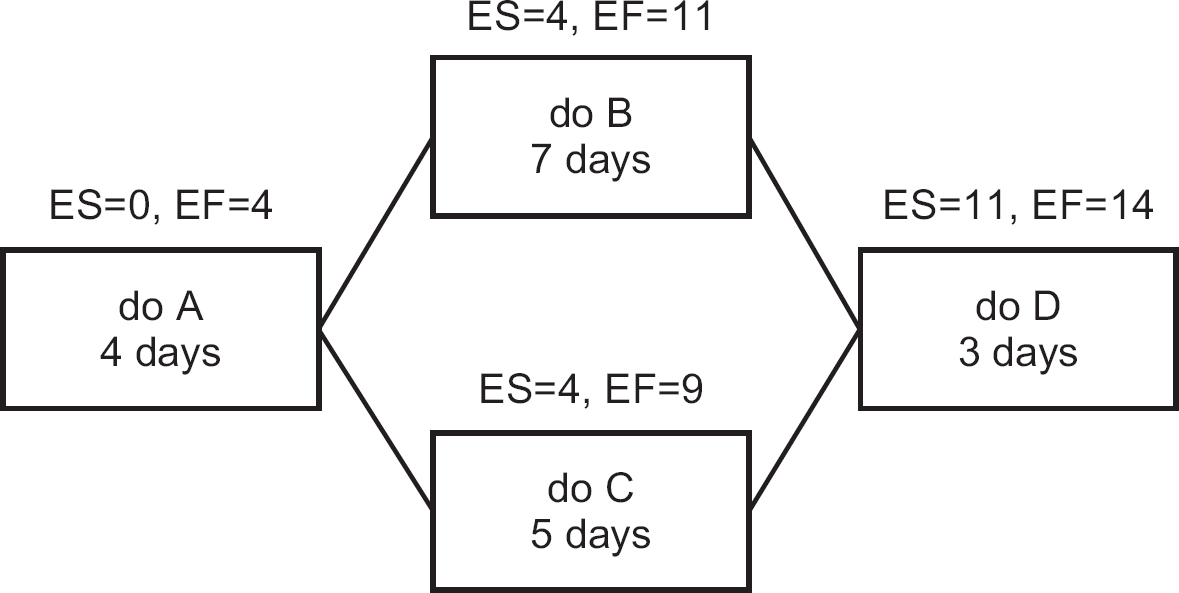 ES=4, EF=11
do B
7 days
ES=0, EF=4
do A
4 days
ES=11, EF=14
do D
3 days
ES=4, EF=9
do C
5 days